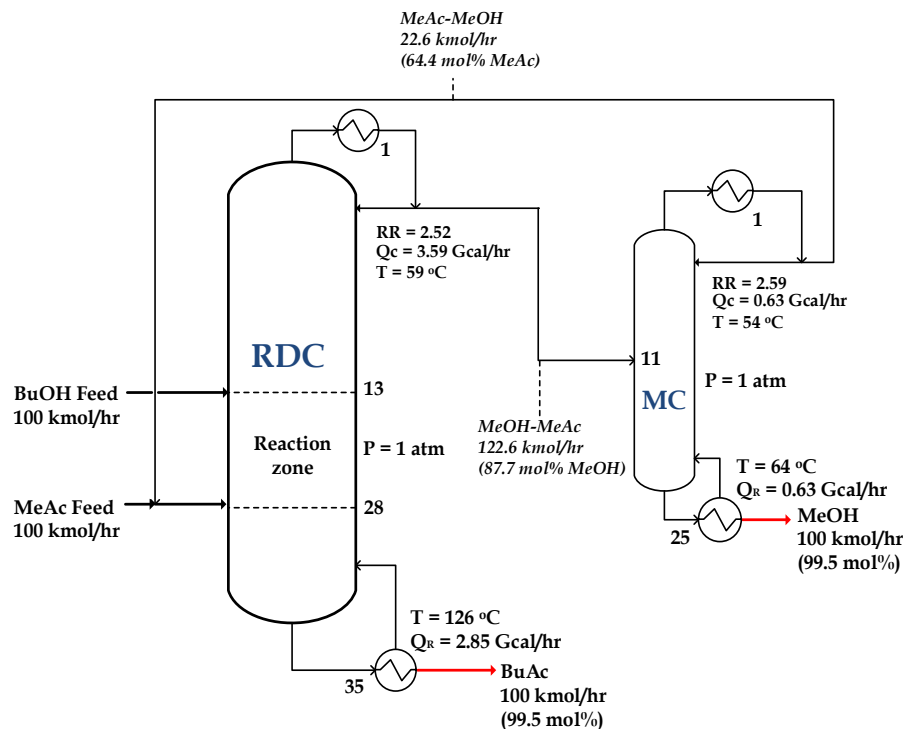 MeAc-MeOH
22.6 kmol/hr
(64.4 mol% MeAc)
1
RR = 2.52
Qc = 3.59 Gcal/hr
T = 59 °C
1
RR = 2.59
Qc = 0.63 Gcal/hr
T = 54 °C
RDC
11
MC
P = 1 atm
BuOH Feed
100 kmol/hr
13
Reaction
zone
P = 1 atm
MeOH-MeAc
122.6 kmol/hr
(87.7 mol% MeOH)
MeAc Feed
100 kmol/hr
28
T = 64 °C
QR = 0.63 Gcal/hr
25
MeOH
100 kmol/hr
(99.5 mol%)
T = 126 °C
QR = 2.85 Gcal/hr
35
BuAc
100 kmol/hr
(99.5 mol%)